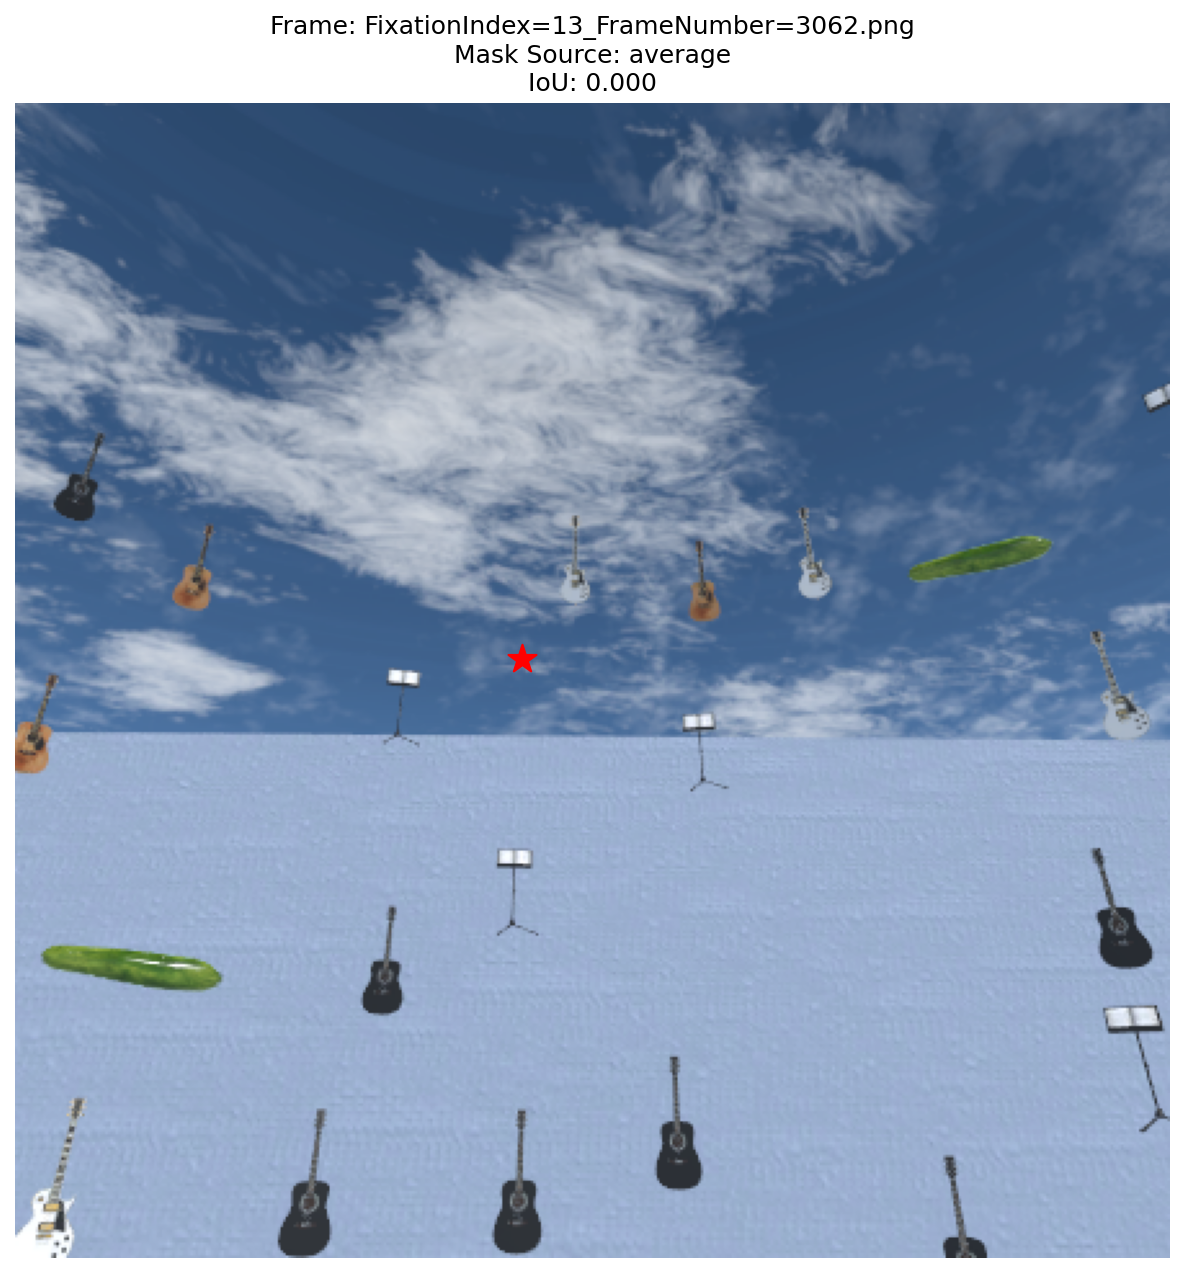 Frame: FixationIndex=13_FrameNumber=3062.png
Mask Source: average
IoU: 0.000